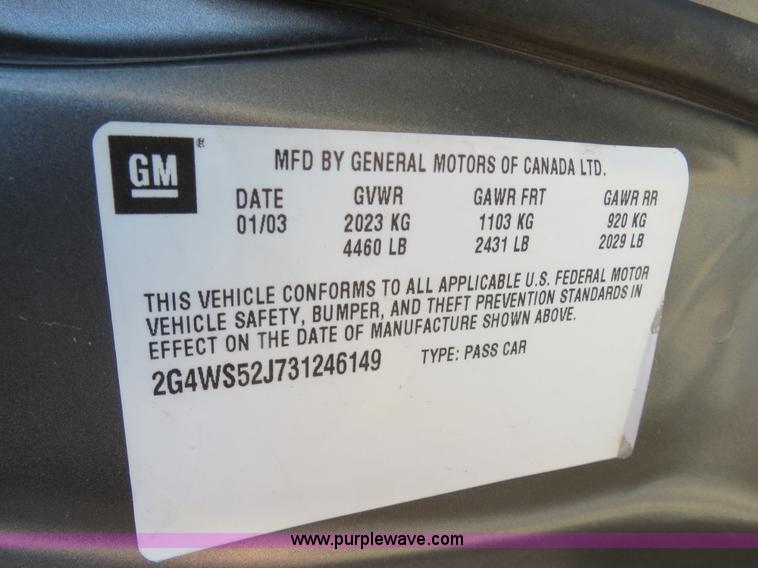 GM®
MFD BY GENERAL MOTORS OF CANADA LTD.
DATE GVWR GAWR FRT GAWR RR
01/03 2023 KG 1103 KG 920 KG
4460 LB 2431 LB 2029 LB
THIS VEHICLE CONFORMS TO ALL APPLICABLE U.S. FEDERAL MOTOR
VEHICLE SAFETY, BUMPER, AND THEFT PREVENTION STANDARDS IN
EFFECT ON THE DATE OF MANUFACTURE SHOWN ABOVE.
2G4WS52J731246149 TYPE: PASS CAR
www.purplewave.com